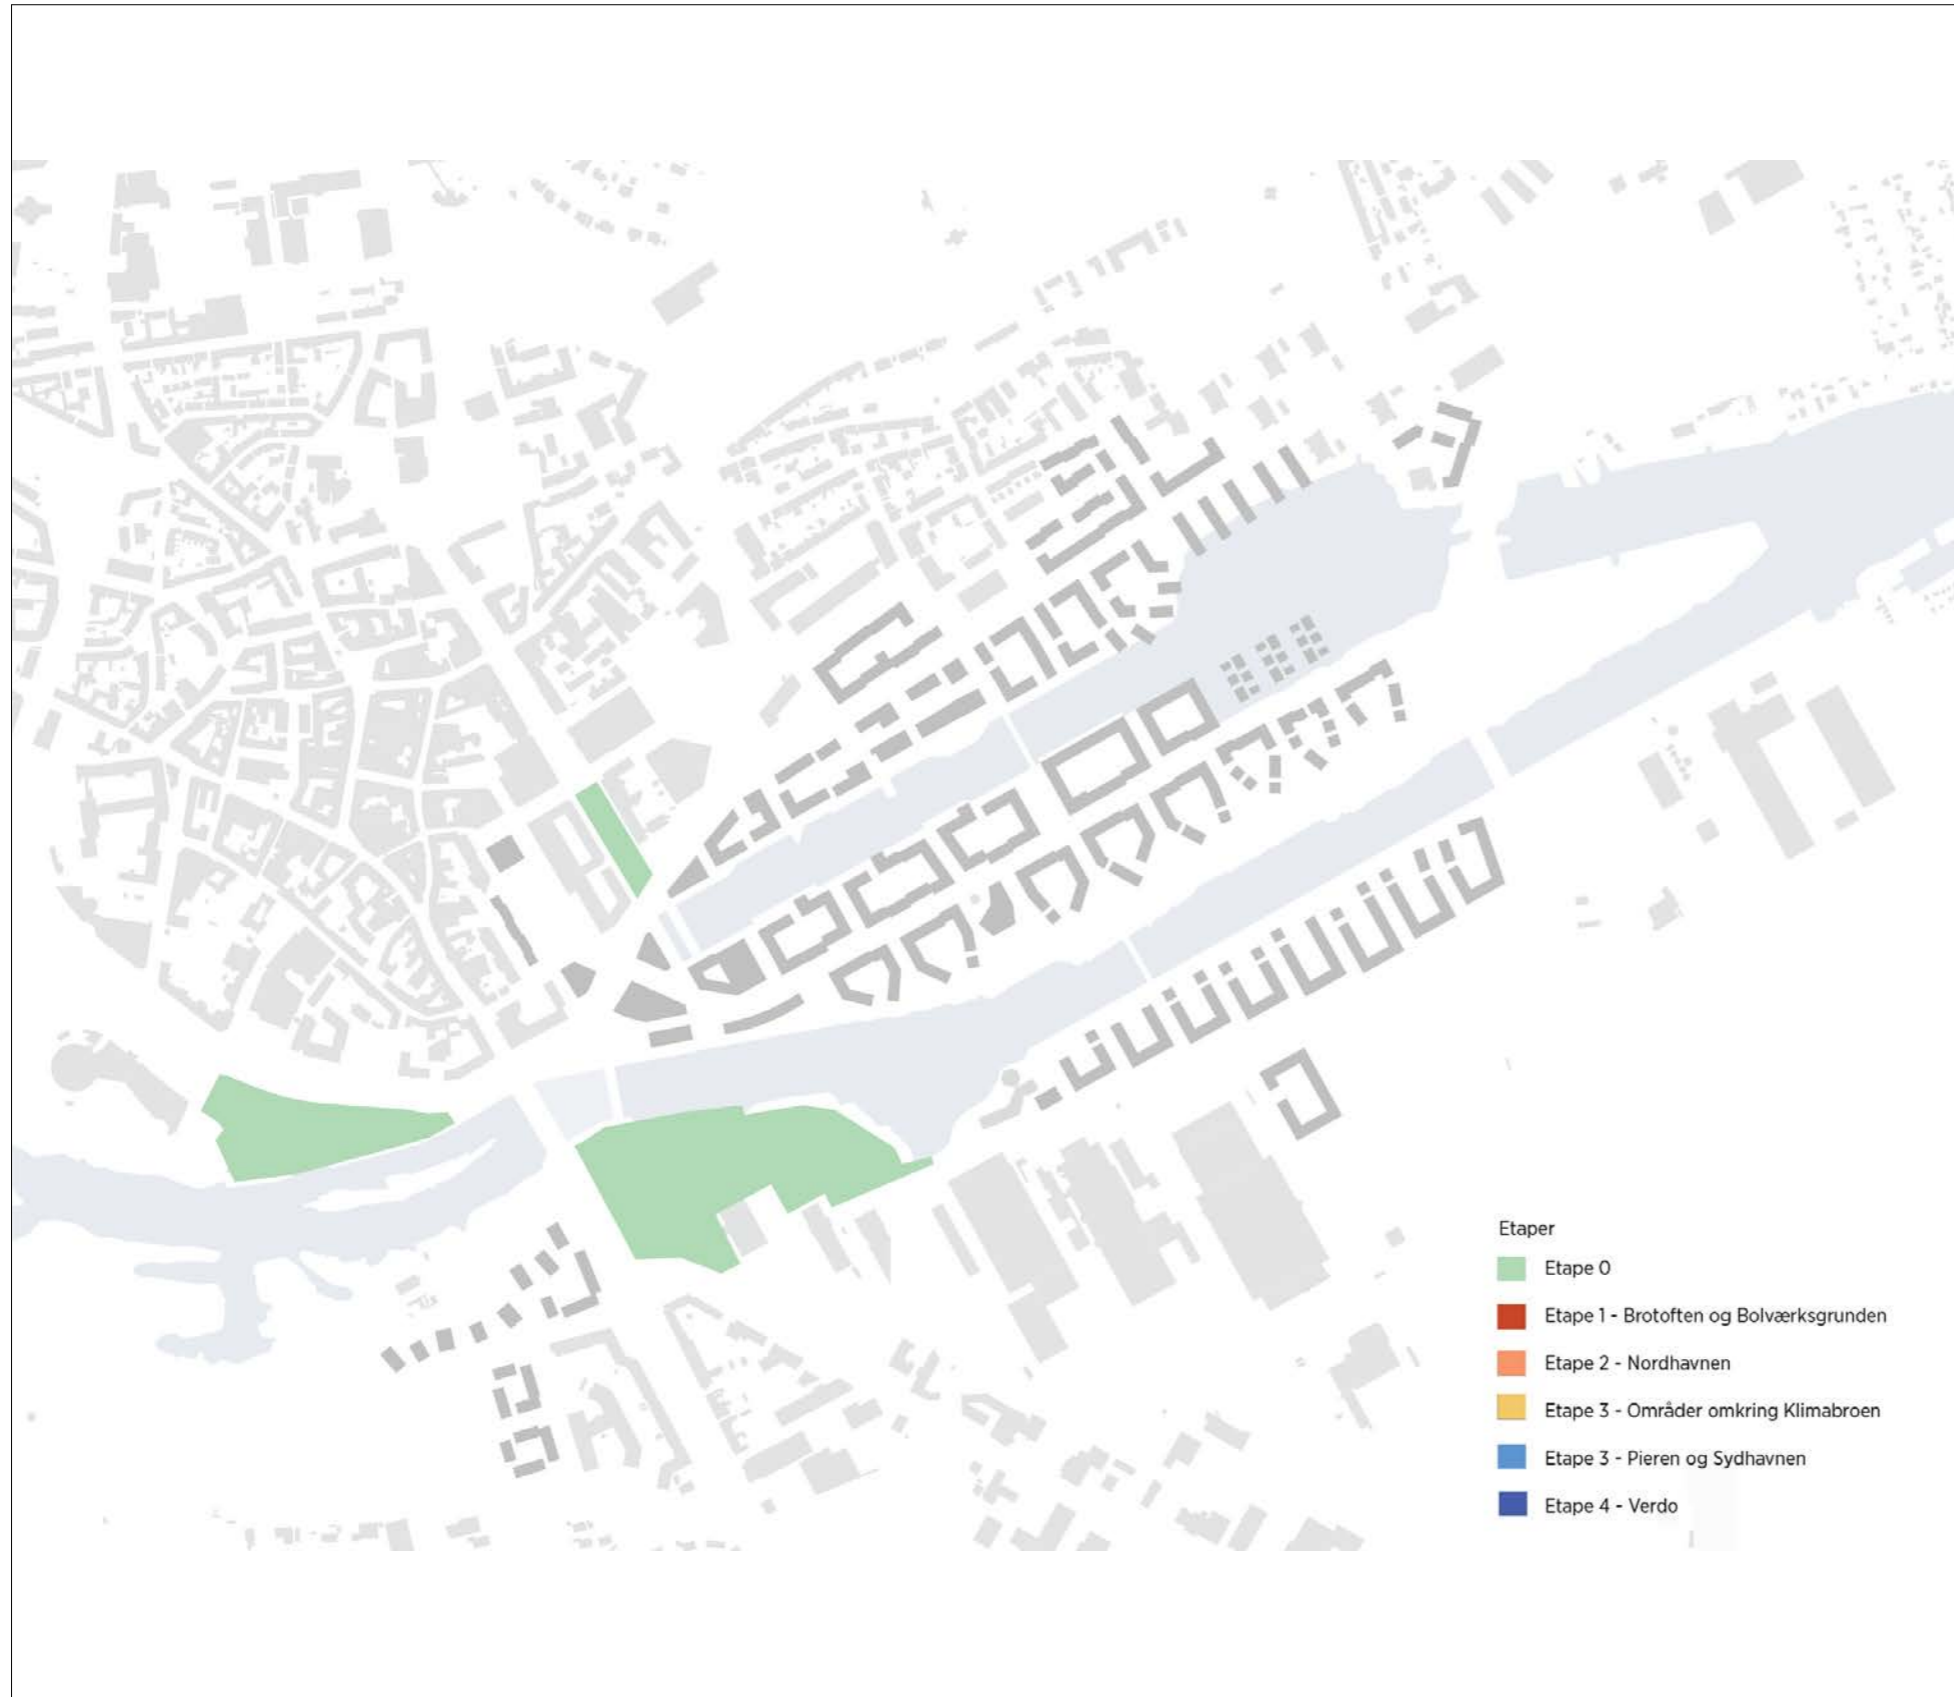 Etaper
Etape 0
Etape 1 - Brotoften og Bolværksgrunden
Etape 2 - Nordhavnen
Etape 3 - Områder omkring Klimabroen
Etape 3 - Pieren og Sydhavnen
Etape 4 - Verdo